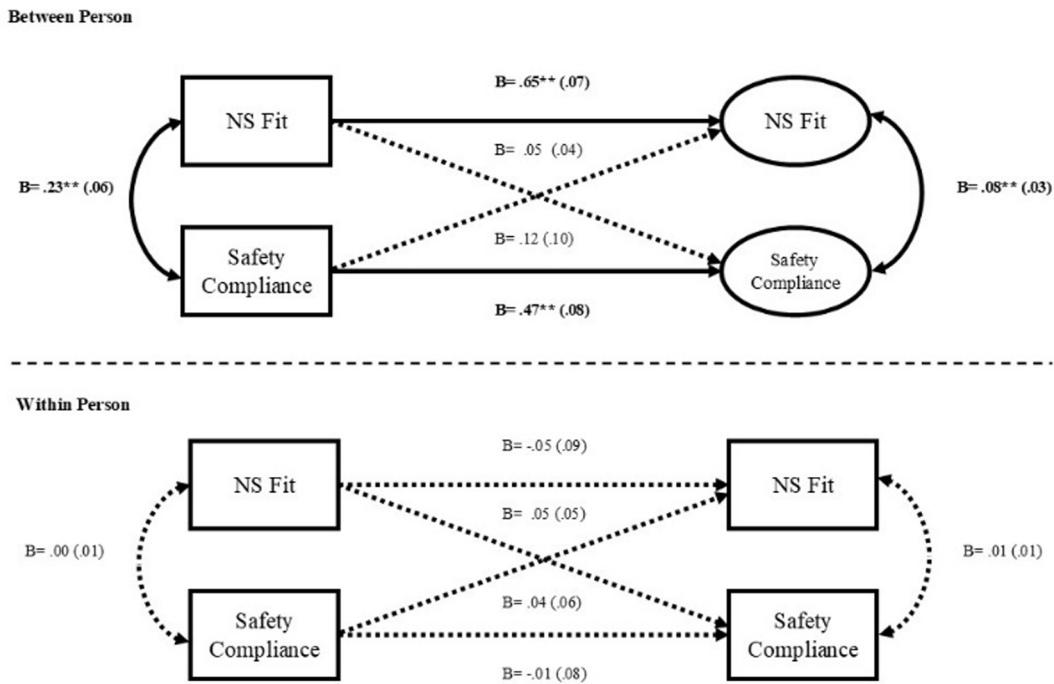 Between Person
B= .65** (.07)
NS Fit
NS Fit
B= .05 (.04)
B= .23** (.06)
B= .08** (.03)
B= .12 (.10)
Safety
Compliance
Safety
Compliance
B= .47** (.08)
Within Person
B= -.05 (.09)
NS Fit
NS Fit
B= .05 (.05)
B= .00 (.01)
B= .01 (.01)
B= .04 (.06)
Safety
Compliance
Safety
Compliance
B= -.01 (.08)